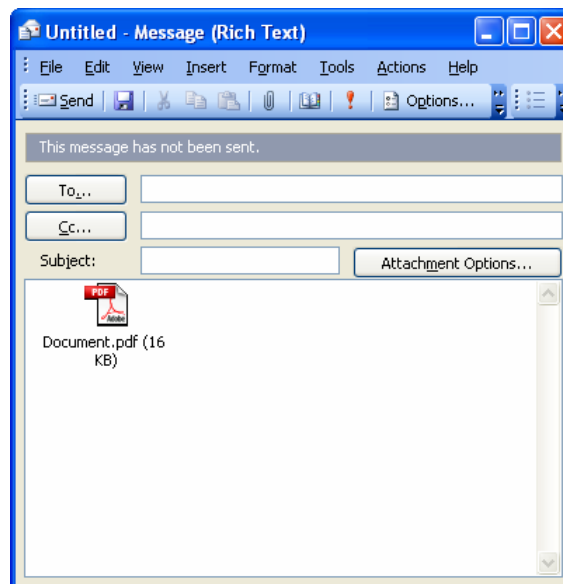 Untitled - Message (Rich Text)
File Edit View Insert Format Tools Actions Help
Send Options...
This message has not been sent.
To...
Cc...
Subject: Attachment Options...
PDF
Adobe
Document.pdf (16
KB)